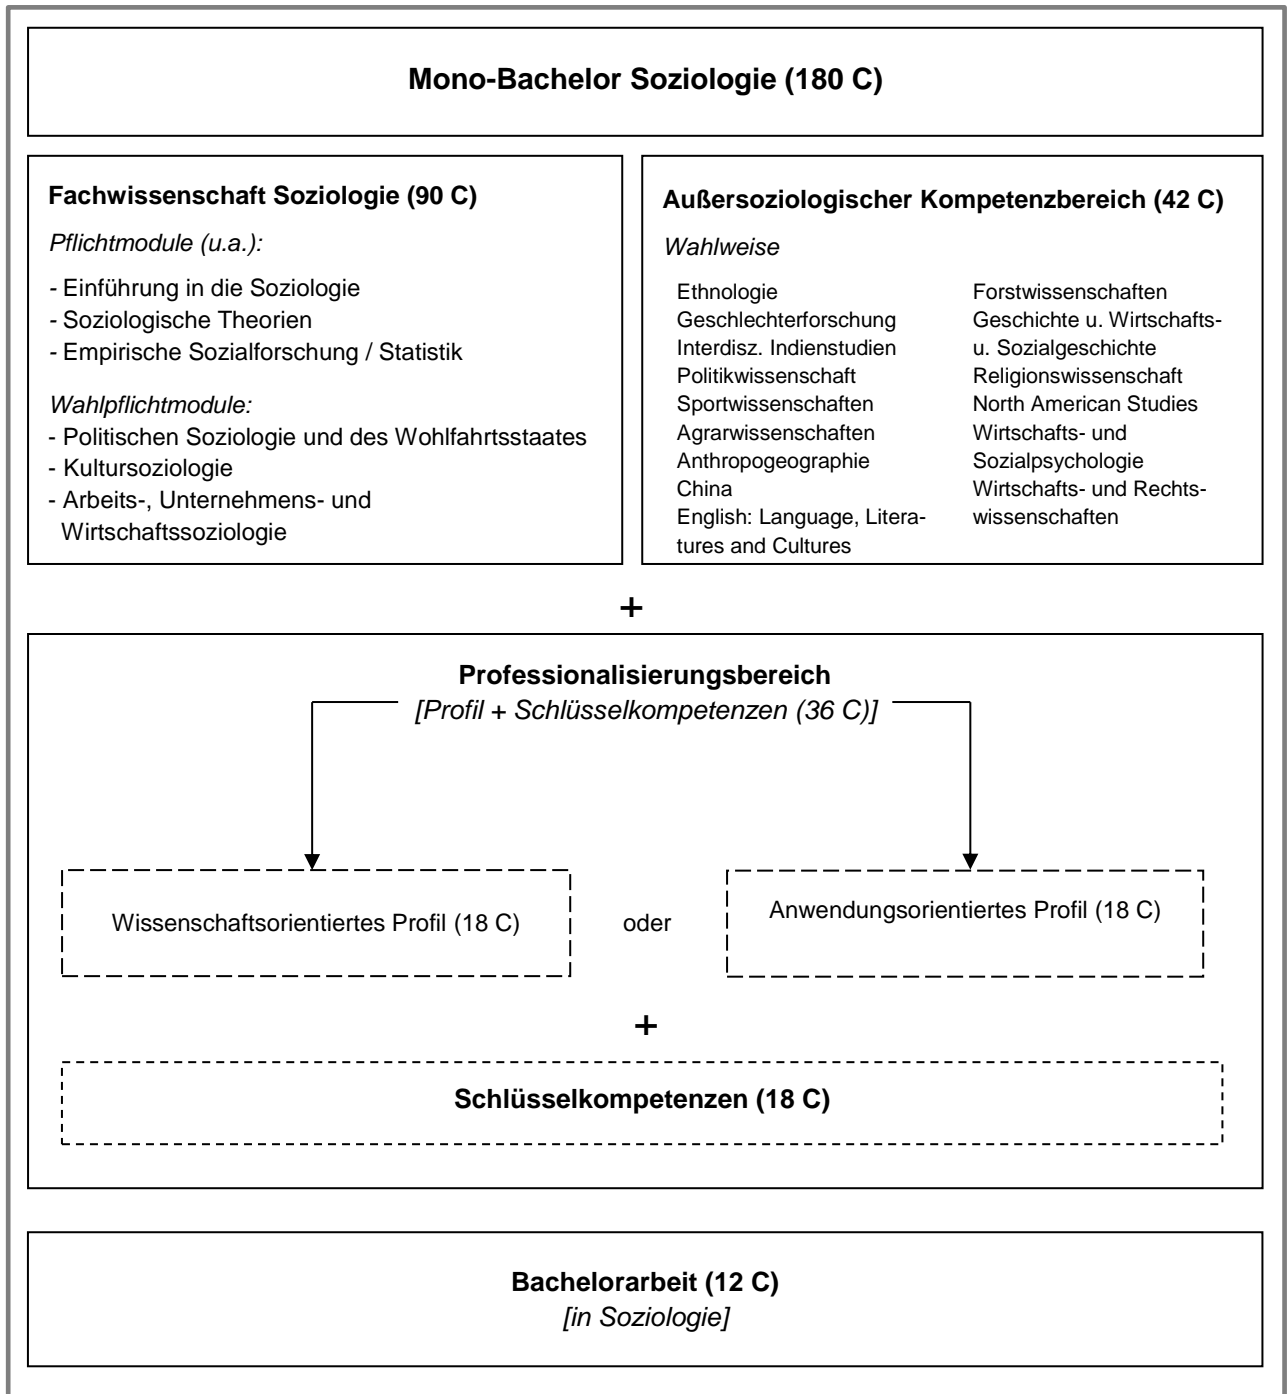 Mono-Bachelor Soziologie (180 C)
Fachwissenschaft Soziologie (90 C)
Pflichtmodule (u.a.):
- Einführung in die Soziologie
- Soziologische Theorien
- Empirische Sozialforschung / Statistik
Wahlpflichtmodule:
- Politischen Soziologie und des Wohlfahrtsstaates
- Kultursoziologie
- Arbeits-, Unternehmens- und
Wirtschaftssoziologie
Außersoziologischer Kompetenzbereich (42 C)
Wahlweise
Ethnologie
Geschlechterforschung
Interdisz. Indienstudien
Politikwissenschaft
Sportwissenschaften
Agrarwissenschaften
Anthropogeographie
China
English: Language, Litera-
tures and Cultures
Forstwissenschaften
Geschichte u. Wirtschafts-
u. Sozialgeschichte
Religionswissenschaft
North American Studies
Wirtschafts- und
Sozialpsychologie
Wirtschafts- und Rechts-
wissenschaften
+
Professionalisierungsbereich
[Profil + Schlüsselkompetenzen (36 C)]
Wissenschaftsorientiertes Profil (18 C)
oder
Anwendungsorientiertes Profil (18 C)
+
Schlüsselkompetenzen (18 C)
Bachelorarbeit (12 C)
[in Soziologie]